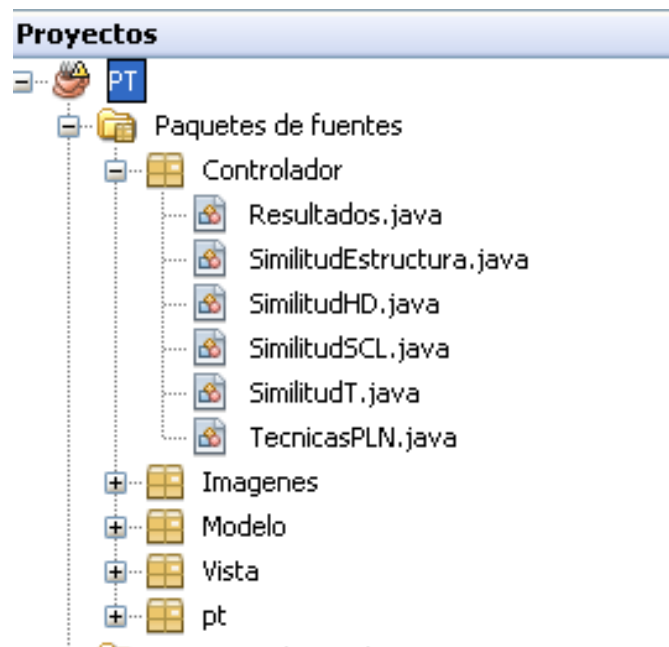 Proyectos
PT
Paquetes de fuentes
Controlador
Resultados.java
SimilitudEstructura.java
SimilitudHD.java
SimilitudSCL.java
SimilitudT.java
TecnicasPLN.java
Imagenes
Modelo
Vista
pt